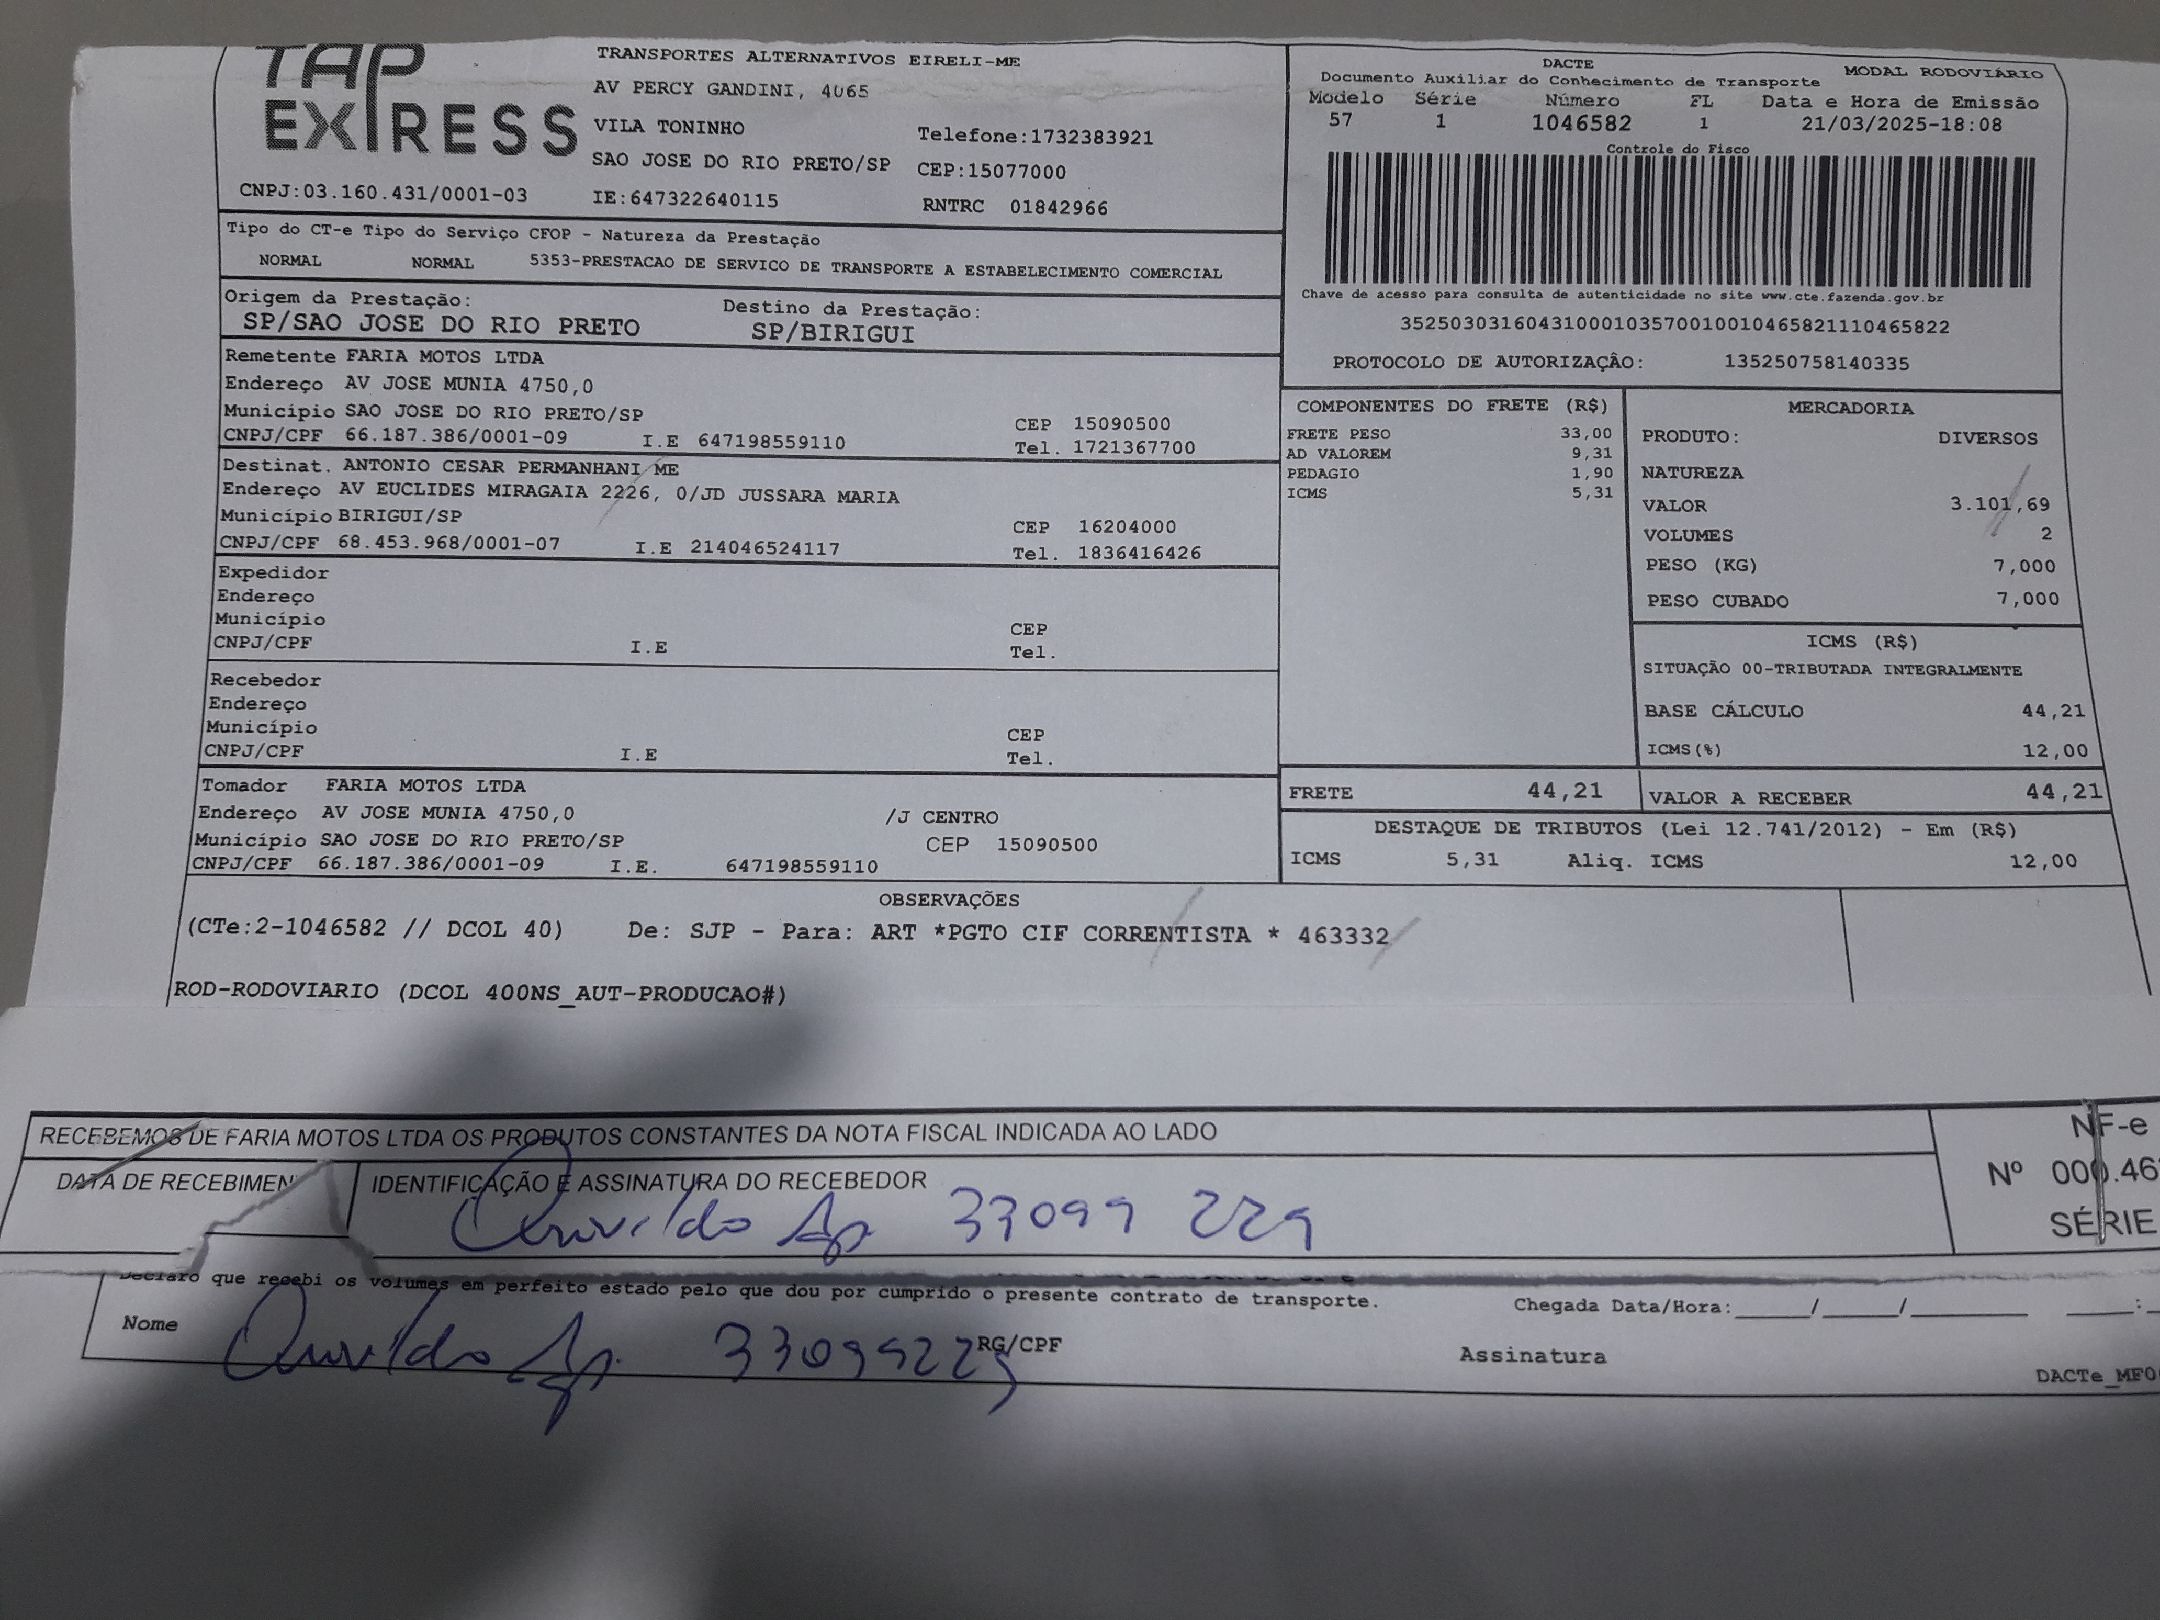 TAP
EXPRESS
CNPJ:03.160.431/0001-03
TRANSPORTES ALTERNATIVOS EIRELI-ME
AV PERCY GANDINI, 4065
VILA TONINHO Telefone:1732383921
SAO JOSE DO RIO PRETO/SP CEP:15077000
IE:647322640115 RNTRC 01842966
DACTE MODAL RODOVIÁRIO
Documento Auxiliar do Conhecimento de Transporte
Modelo Série Número FL Data e Hora de Emissão
57 1 1046582 1 21/03/2025-18:08
Controle do Fisco
Chave de acesso para consulta de autenticidade no site www.cte.fazenda.gov.br
35250303160431000103570010010465821110465822
PROTOCOLO DE AUTORIZAÇÂO: 135250758140335
Tipo do CT-e Tipo do Serviço CFOP - Natureza da Prestação
NORMAL NORMAL 5353-PRESTACAO DE SERVICO DE TRANSPORTE A ESTABELECIMENTO COMERCIAL
Origem da Prestação: Destino da Prestação:
SP/SAO JOSE DO RIO PRETO SP/BIRIGUI
Remetente FARIA MOTOS LTDA
Endereço AV JOSE MUNIA 4750,0
Município SAO JOSE DO RIO PRETO/SP CEP 15090500
CNPJ/CPF 66.187.386/0001-09 I.E 647198559110 Tel. 1721367700
Destinat. ANTONIO CESAR PERMANHANI ME
Endereço AV EUCLIDES MIRAGAIA 2226, 0/JD JUSSARA MARIA
Município BIRIGUI/SP CEP 16204000
CNPJ/CPF 68.453.968/0001-07 I.E 214046524117 Tel. 1836416426
Expedidor
Endereço
Município CEP
CNPJ/CPF I.E Tel.
Recebedor
Endereço
Município CEP
CNPJ/CPF I.E Tel.
Tomador FARIA MOTOS LTDA
Endereço AV JOSE MUNIA 4750,0 /J CENTRO
Município SAO JOSE DO RIO PRETO/SP CEP 15090500
CNPJ/CPF 66.187.386/0001-09 I.E. 647198559110
COMPONENTES DO FRETE (R$)
FRETE PESO 33,00
AD VALOREM 9,31
PEDAGIO 1,90
ICMS 5,31
MERCADORIA
PRODUTO: DIVERSOS
NATUREZA
VALOR 3.101,69
VOLUMES 2
PESO (KG) 7,000
PESO CUBADO 7,000
ICMS (R$)
SITUAÇÃO 00-TRIBUTADA INTEGRALMENTE
BASE CÁLCULO 44,21
ICMS(%) 12,00
FRETE 44,21 VALOR A RECEBER 44,21
DESTAQUE DE TRIBUTOS (Lei 12.741/2012) - Em (R$)
ICMS 5,31 Aliq. ICMS 12,00
OBSERVAÇÕES
(CTe:2-1046582 // DCOL 40) De: SJP - Para: ART *PGTO CIF CORRENTISTA * 463332
ROD-RODOVIARIO (DCOL 400NS_AUT-PRODUCAO#)
RECEBEMOS DE FARIA MOTOS LTDA OS PRODUTOS CONSTANTES DA NOTA FISCAL INDICADA AO LADO
NF-e
Nº 000.46
SÉRIE
DATA DE RECEBIMEN IDENTIFICAÇÃO E ASSINATURA DO RECEBEDOR
33099 229
Declaro que recebi os volumes em perfeito estado pelo que dou por cumprido o presente contrato de transporte. Chegada Data/Hora:____/____/____ __:
Nome 33099229 RG/CPF Assinatura
DACTe_MF0